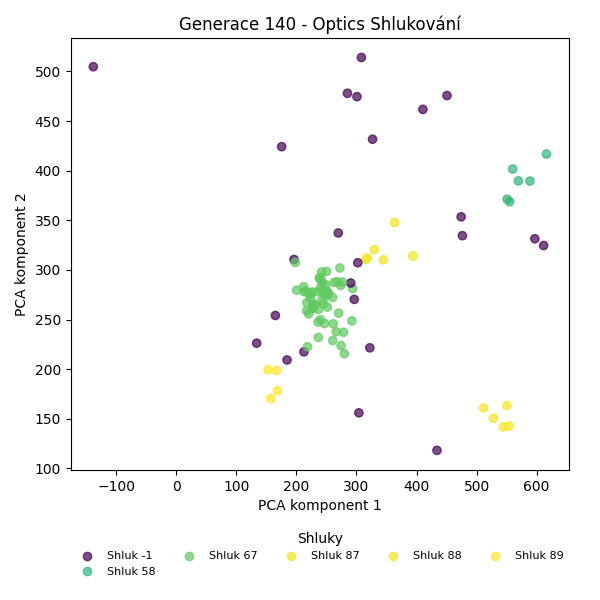 Generace 140 - Optics Shlukování
500
450
400
350
300
250
200
150
100
PCA komponent 2
−100 0 100 200 300 400 500 600
PCA komponent 1
Shluky
Shluk -1 Shluk 67 Shluk 87 Shluk 88 Shluk 89
Shluk 58